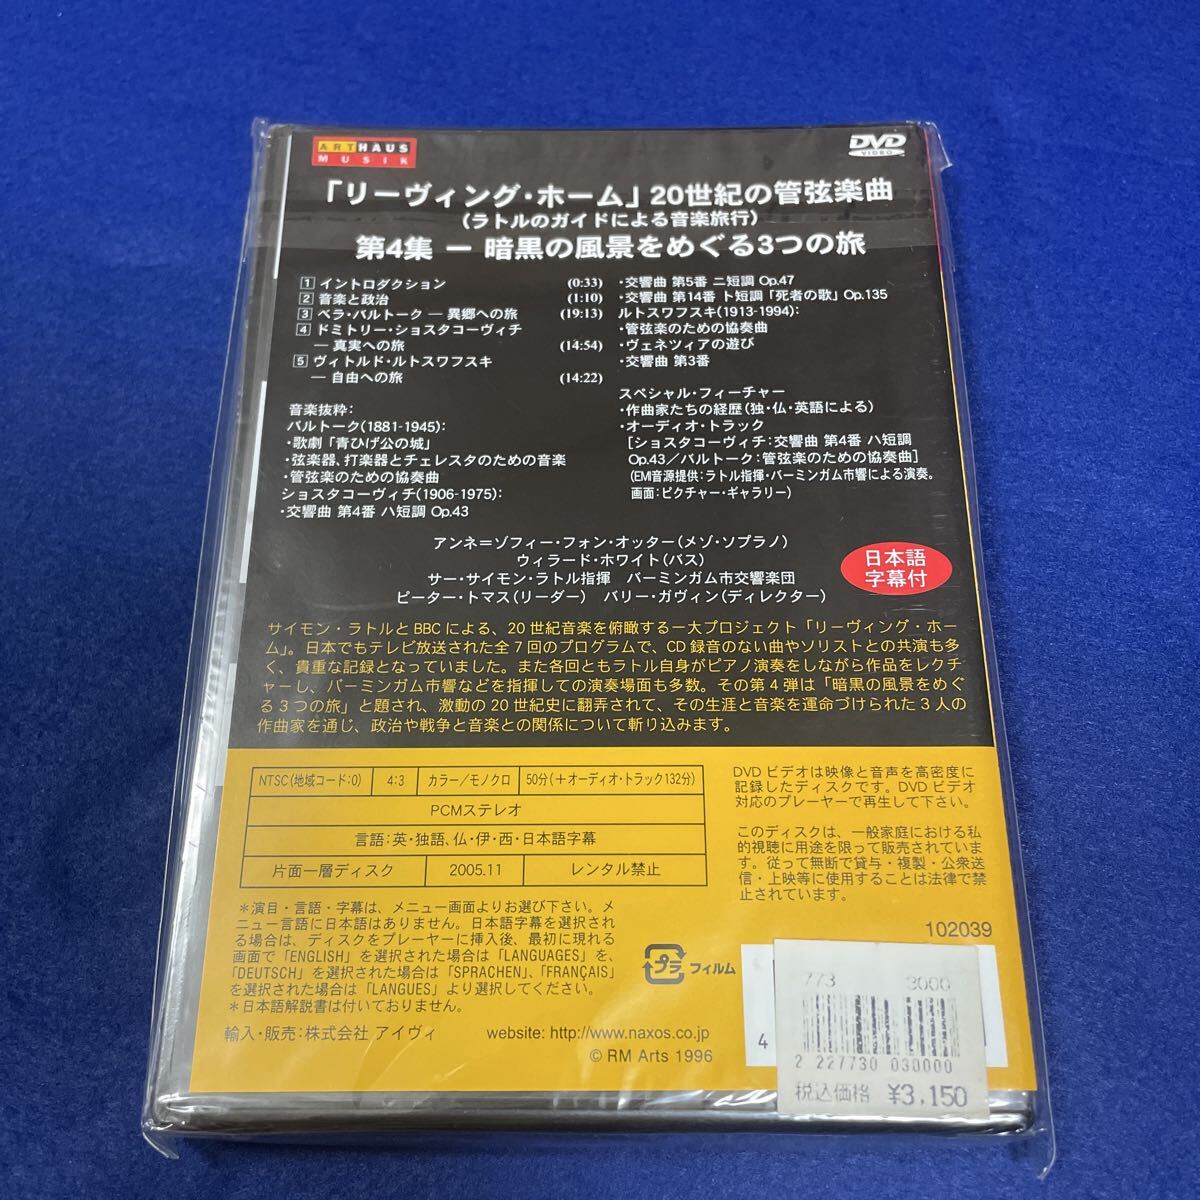 ARTHAUS
MUSIK
DVD
VIDEO
「リーヴィング・ホーム」20世紀の管弦楽曲
（ラトルのガイドによる音楽旅行）
第4集 ― 暗黒の風景をめぐる3つの旅
1 イントロダクション (0:33)
2 音楽と政治 (1:10)
3 ベラ・バルトーク ― 異郷への旅 (19:13)
4 ドミトリー・ショスタコーヴィチ
― 真実への旅 (14:54)
5 ヴィトルド・ルトスワフスキ
― 自由への旅 (14:22)
音楽抜粋：
バルトーク(1881-1945)：
・歌劇「青ひげ公の城」
・弦楽器、打楽器とチェレスタのための音楽
・管弦楽のための協奏曲
ショスタコーヴィチ(1906-1975)：
・交響曲 第4番 ハ短調 Op.43
・交響曲 第5番 ニ短調 Op.47
・交響曲 第14番 ト短調「死者の歌」Op.135
ルトスワフスキ(1913-1994)：
・管弦楽のための協奏曲
・ヴェネツィアの遊び
・交響曲 第3番
スペシャル・フィーチャー
・作曲家たちの経歴（独・仏・英語による）
・オーディオ・トラック
［ショスタコーヴィチ：交響曲 第4番 ハ短調
Op.43／バルトーク：管弦楽のための協奏曲］
（EMI音源提供：ラトル指揮・バーミンガム市響による演奏。
画面：ピクチャー・ギャラリー）
アンネ＝ゾフィー・フォン・オッター（メゾ・ソプラノ）
ウィラード・ホワイト（バス）
サー・サイモン・ラトル指揮 バーミンガム市交響楽団
ピーター・トマス（リーダー） バリー・ガヴィン（ディレクター）
日本語
字幕付
サイモン・ラトルとBBCによる、20世紀音楽を俯瞰する一大プロジェクト「リーヴィング・ホー
ム」。日本でもテレビ放送された全7回のプログラムで、CD録音のない曲やソリストとの共演も多
く、貴重な記録となっていました。また各回ともラトル自身がピアノ演奏をしながら作品をレクチ
ャーし、バーミンガム市響などを指揮しての演奏場面も多数。その第4弾は「暗黒の風景をめぐ
る3つの旅」と題され、激動の20世紀史に翻弄されて、その生涯と音楽を運命づけられた3人の
作曲家を通じ、政治や戦争と音楽との関係について斬り込みます。
NTSC(地域コード:0) 4:3 カラー／モノクロ 50分(＋オーディオ・トラック132分)
PCMステレオ
言語：英・独語、仏・伊・西・日本語字幕
片面一層ディスク 2005.11 レンタル禁止
＊演目・言語・字幕は、メニュー画面よりお選び下さい。メ
ニュー言語に日本語はありません。日本語字幕を選択され
る場合は、ディスクをプレーヤーに挿入後、最初に現れる
画面で「ENGLISH」を選択された場合は「LANGUAGES」を、
「DEUTSCH」を選択された場合は「SPRACHEN」、「FRANÇAIS」
を選択された場合は「LANGUES」より選択してください。
＊日本語解説書は付いておりません。
輸入・販売：株式会社 アイヴィ website: http://www.naxos.co.jp
© RM Arts 1996
DVDビデオは映像と音声を高密度に
記録したディスクです。DVDビデオ
対応のプレーヤーで再生して下さい。
このディスクは、一般家庭における私
的視聴に用途を限って販売されていま
す。従って無断で貸与・複製・公衆送
信・上映等に使用することは法律で禁
止されています。
102039
プラ フィルム
4
773 3000
2 227730 030000
税込価格 ¥3,150